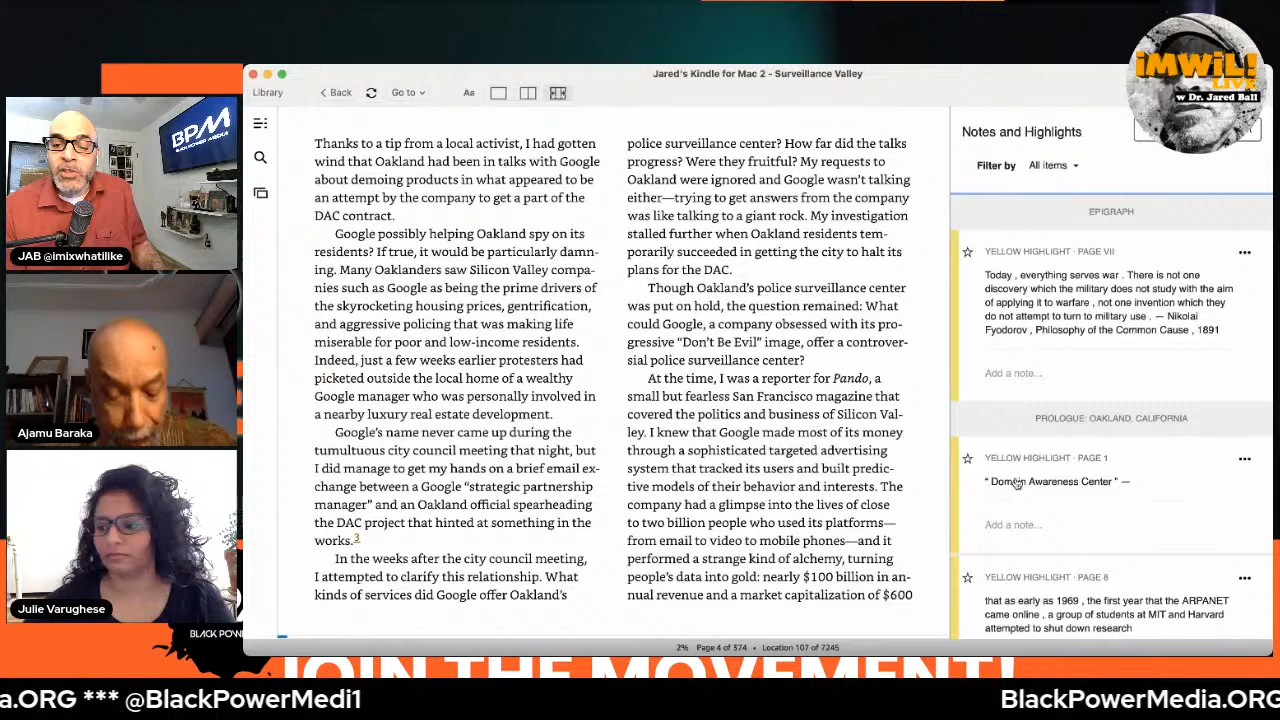 Jared's Kindle for Mac 2 - Surveillance Valley
iMWiL!
LIVE
w Dr. Jared Ball
Library
Back
Go to
Aa
BPM
BLACK POWER MEDIA
JAB @imixwhatilike
Ajamu Baraka
Julie Varughese
Thanks to a tip from a local activist, I had gotten
wind that Oakland had been in talks with Google
about demoing products in what appeared to be
an attempt by the company to get a part of the
DAC contract.
Google possibly helping Oakland spy on its
residents? If true, it would be particularly damn-
ing. Many Oaklanders saw Silicon Valley compa-
nies such as Google as being the prime drivers of
the skyrocketing housing prices, gentrification,
and aggressive policing that was making life
miserable for poor and low-income residents.
Indeed, just a few weeks earlier protesters had
picketed outside the local home of a wealthy
Google manager who was personally involved in
a nearby luxury real estate development.
Google's name never came up during the
tumultuous city council meeting that night, but
I did manage to get my hands on a brief email ex-
change between a Google “strategic partnership
manager” and an Oakland official spearheading
the DAC project that hinted at something in the
works.3
In the weeks after the city council meeting,
I attempted to clarify this relationship. What
kinds of services did Google offer Oakland's
police surveillance center? How far did the talks
progress? Were they fruitful? My requests to
Oakland were ignored and Google wasn't talking
either—trying to get answers from the company
was like talking to a giant rock. My investigation
stalled further when Oakland residents tem-
porarily succeeded in getting the city to halt its
plans for the DAC.
Though Oakland's police surveillance center
was put on hold, the question remained: What
could Google, a company obsessed with its pro-
gressive “Don't Be Evil” image, offer a controver-
sial police surveillance center?
At the time, I was a reporter for Pando, a
small but fearless San Francisco magazine that
covered the politics and business of Silicon Val-
ley. I knew that Google made most of its money
through a sophisticated targeted advertising
system that tracked its users and built predic-
tive models of their behavior and interests. The
company had a glimpse into the lives of close
to two billion people who used its platforms—
from email to video to mobile phones—and it
performed a strange kind of alchemy, turning
people's data into gold: nearly $100 billion in an-
nual revenue and a market capitalization of $600
Notes and Highlights
Filter by All items
EPIGRAPH
YELLOW HIGHLIGHT · PAGE VII
Today , everything serves war . There is not one
discovery which the military does not study with the aim
of applying it to warfare , not one invention which they
do not attempt to turn to military use . — Nikolai
Fyodorov , Philosophy of the Common Cause , 1891
Add a note...
PROLOGUE: OAKLAND, CALIFORNIA
YELLOW HIGHLIGHT · PAGE 1
“ Domain Awareness Center ” —
Add a note...
YELLOW HIGHLIGHT · PAGE 8
that as early as 1969 , the first year that the ARPANET
came online , a group of students at MIT and Harvard
attempted to shut down research
2% Page 4 of 374 • Location 107 of 7245
BLACK POW
JOIN THE MOVEMENT!
a.ORG *** @BlackPowerMedi1
BlackPowerMedia.ORG